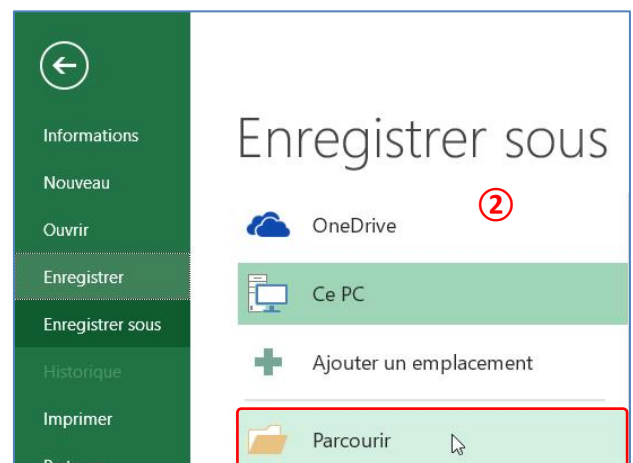 Informations
Nouveau
Ouvrir
Enregistrer
Enregistrer sous
Historique
Imprimer
Enregistrer sous
②
OneDrive
Ce PC
Ajouter un emplacement
Parcourir